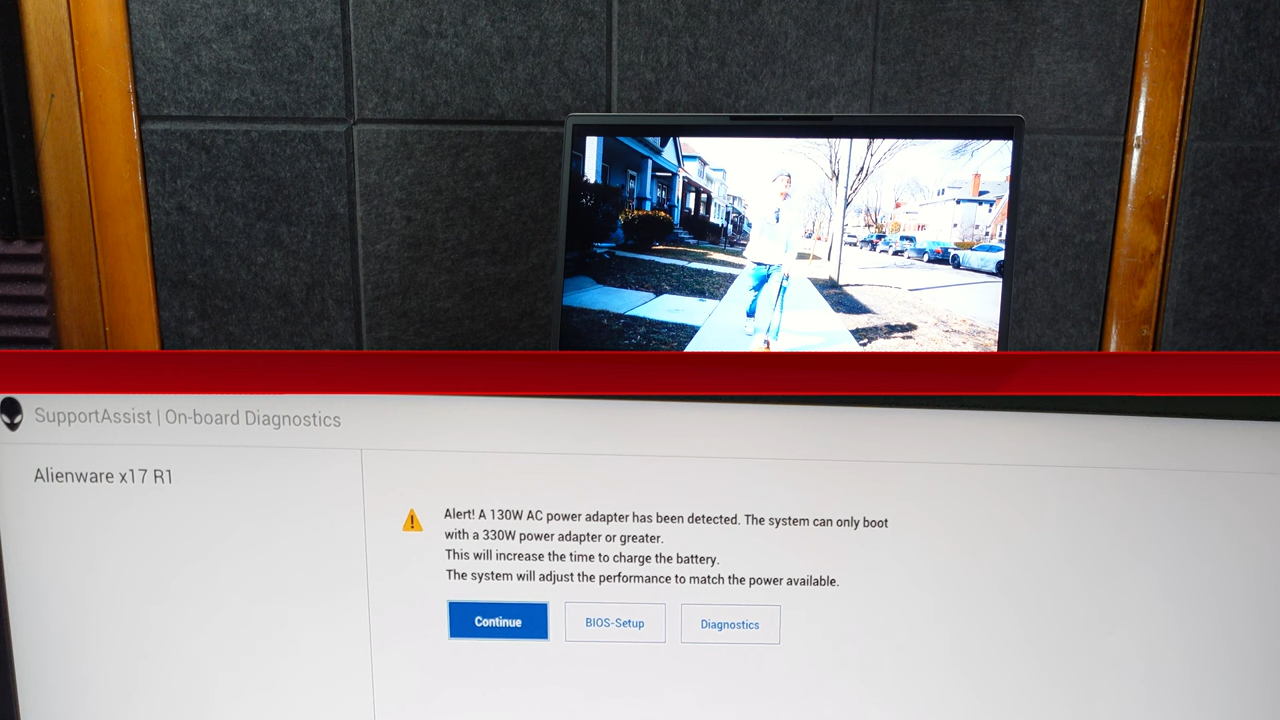 SupportAssist | On-board Diagnostics
Alienware x17 R1
Alert! A 130W AC power adapter has been detected. The system can only boot
with a 330W power adapter or greater.
This will increase the time to charge the battery.
The system will adjust the performance to match the power available.
Continue
BIOS-Setup
Diagnostics